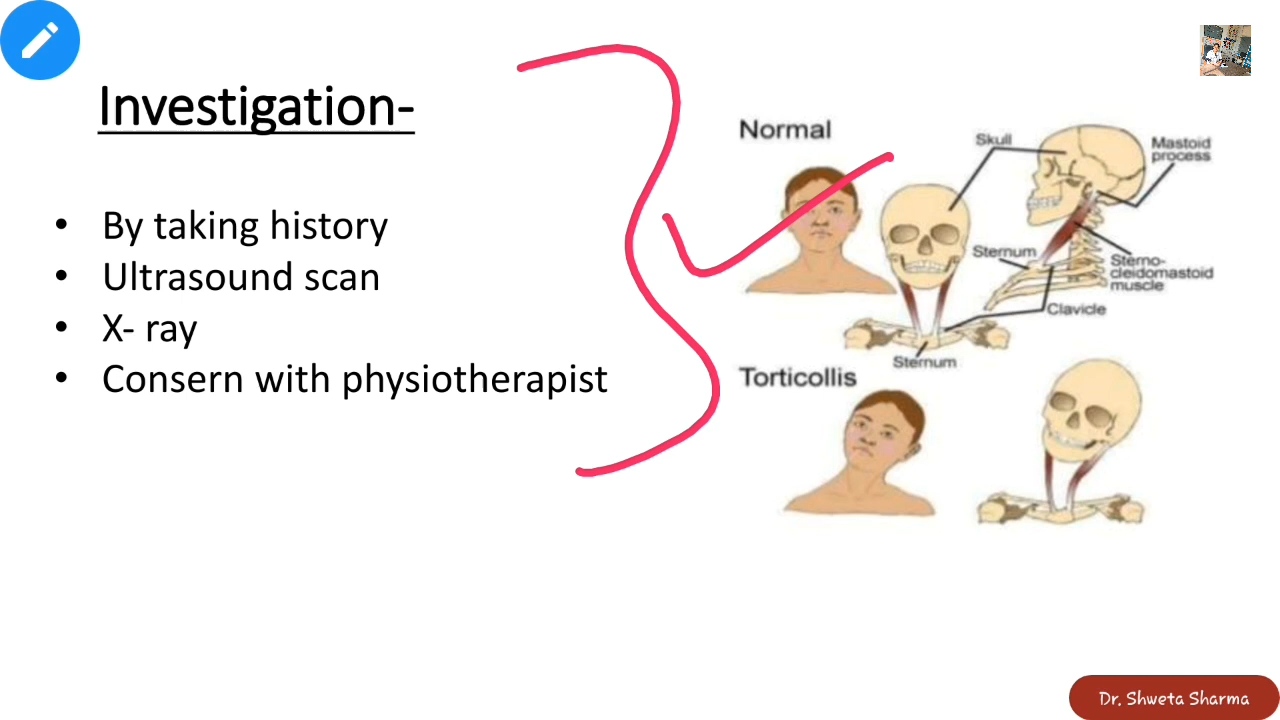 Investigation-
• By taking history
• Ultrasound scan
• X- ray
• Consern with physiotherapist
Normal
Skull
Mastoid
process
Sternum
Sterno-
cleidomastoid
muscle
Clavicle
Sternum
Torticollis
Dr. Shweta Sharma